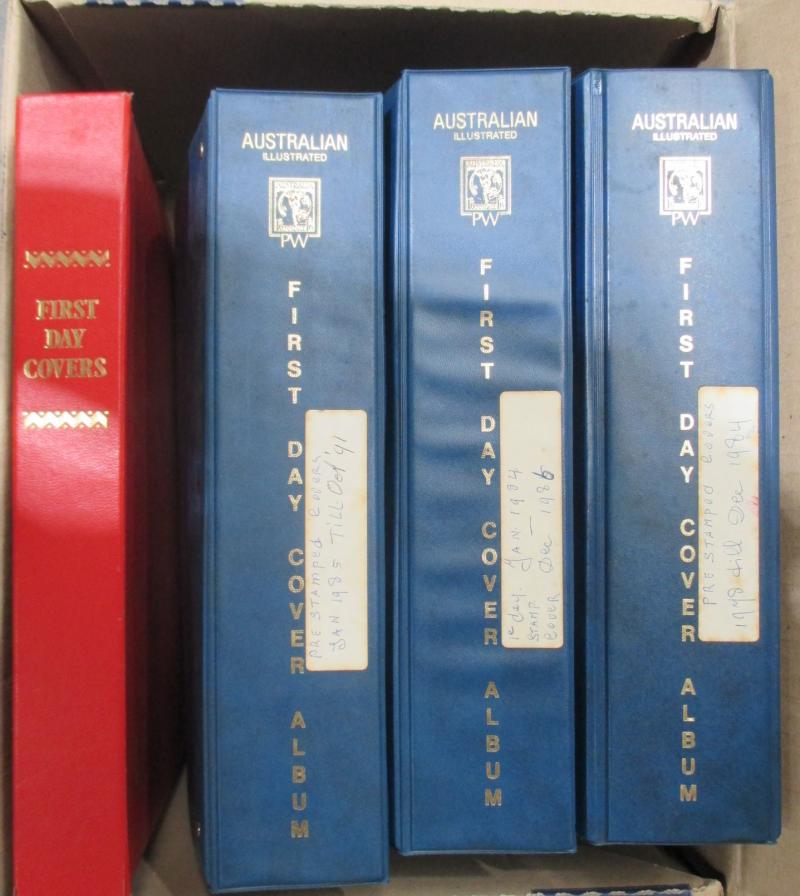 FIRST
DAY
COVERS
AUSTRALIAN
ILLUSTRATED
PW
FIRST DAY COVER ALBUM
PRE STAMPED COVERS
JAN 1985 TILL Oct '91
AUSTRALIAN
ILLUSTRATED
PW
FIRST DAY COVER ALBUM
1e day. JAN. 1984
STAMP
COVER Dec — 1986
AUSTRALIAN
ILLUSTRATED
PW
FIRST DAY COVER ALBUM
PRE STAMPED COVERS
1978 till Dec 1984